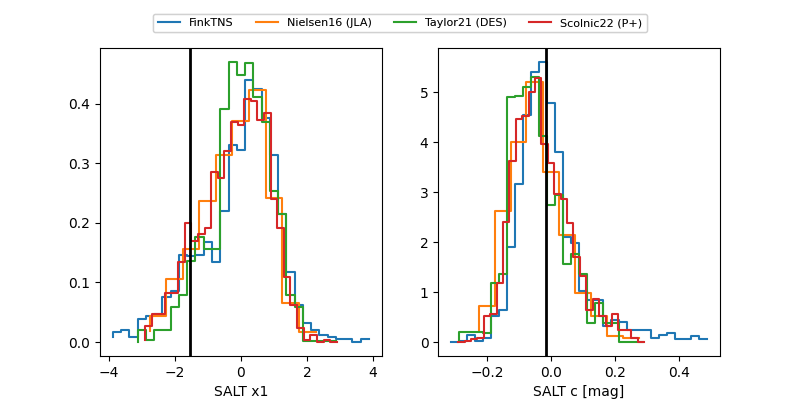 FinkTNS Nielsen16 (JLA) Taylor21 (DES) Scolnic22 (P+)
0.4
0.3
0.2
0.1
0.0
−4 −2 0 2 4
SALT x1
5
4
3
2
1
0
−0.2 0.0 0.2 0.4
SALT c [mag]